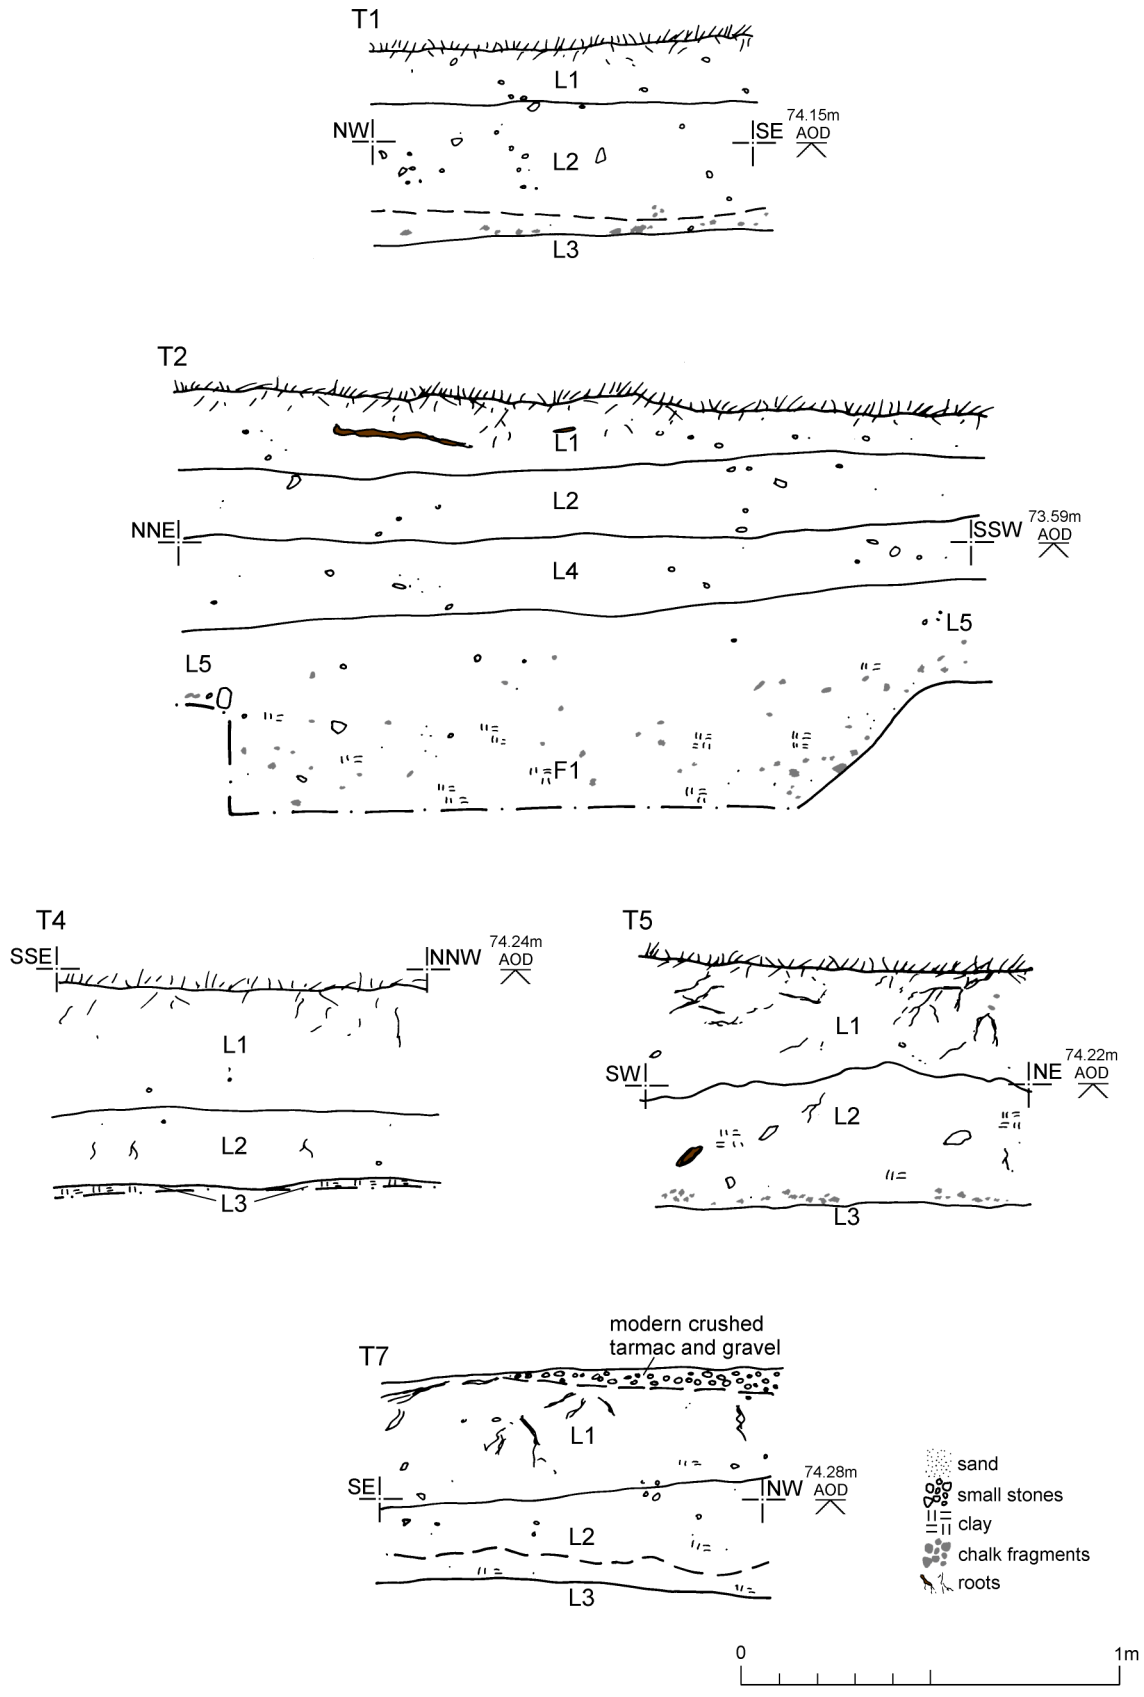 T1
L1
NW
SE
74.15m
AOD
L2
L3
T2
L1
L2
NNE
SSW
73.59m
AOD
L4
L5
L5
F1
T4
SSE
NNW
74.24m
AOD
L1
L2
L3
T5
L1
SW
NE
74.22m
AOD
L2
L3
modern crushed
tarmac and gravel
T7
L1
SE
NW
74.28m
AOD
L2
L3
sand
small stones
clay
chalk fragments
roots
0
1m